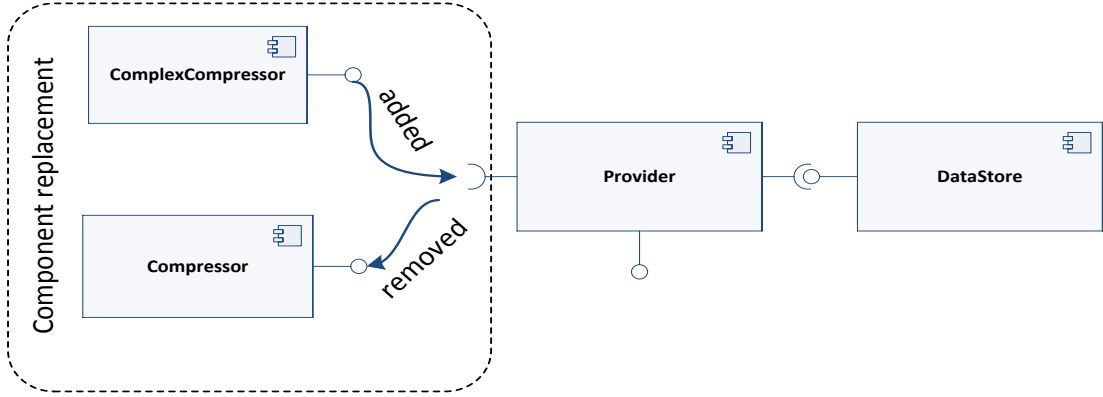 Component replacement
ComplexCompressor
added
Compressor
removed
Provider
DataStore